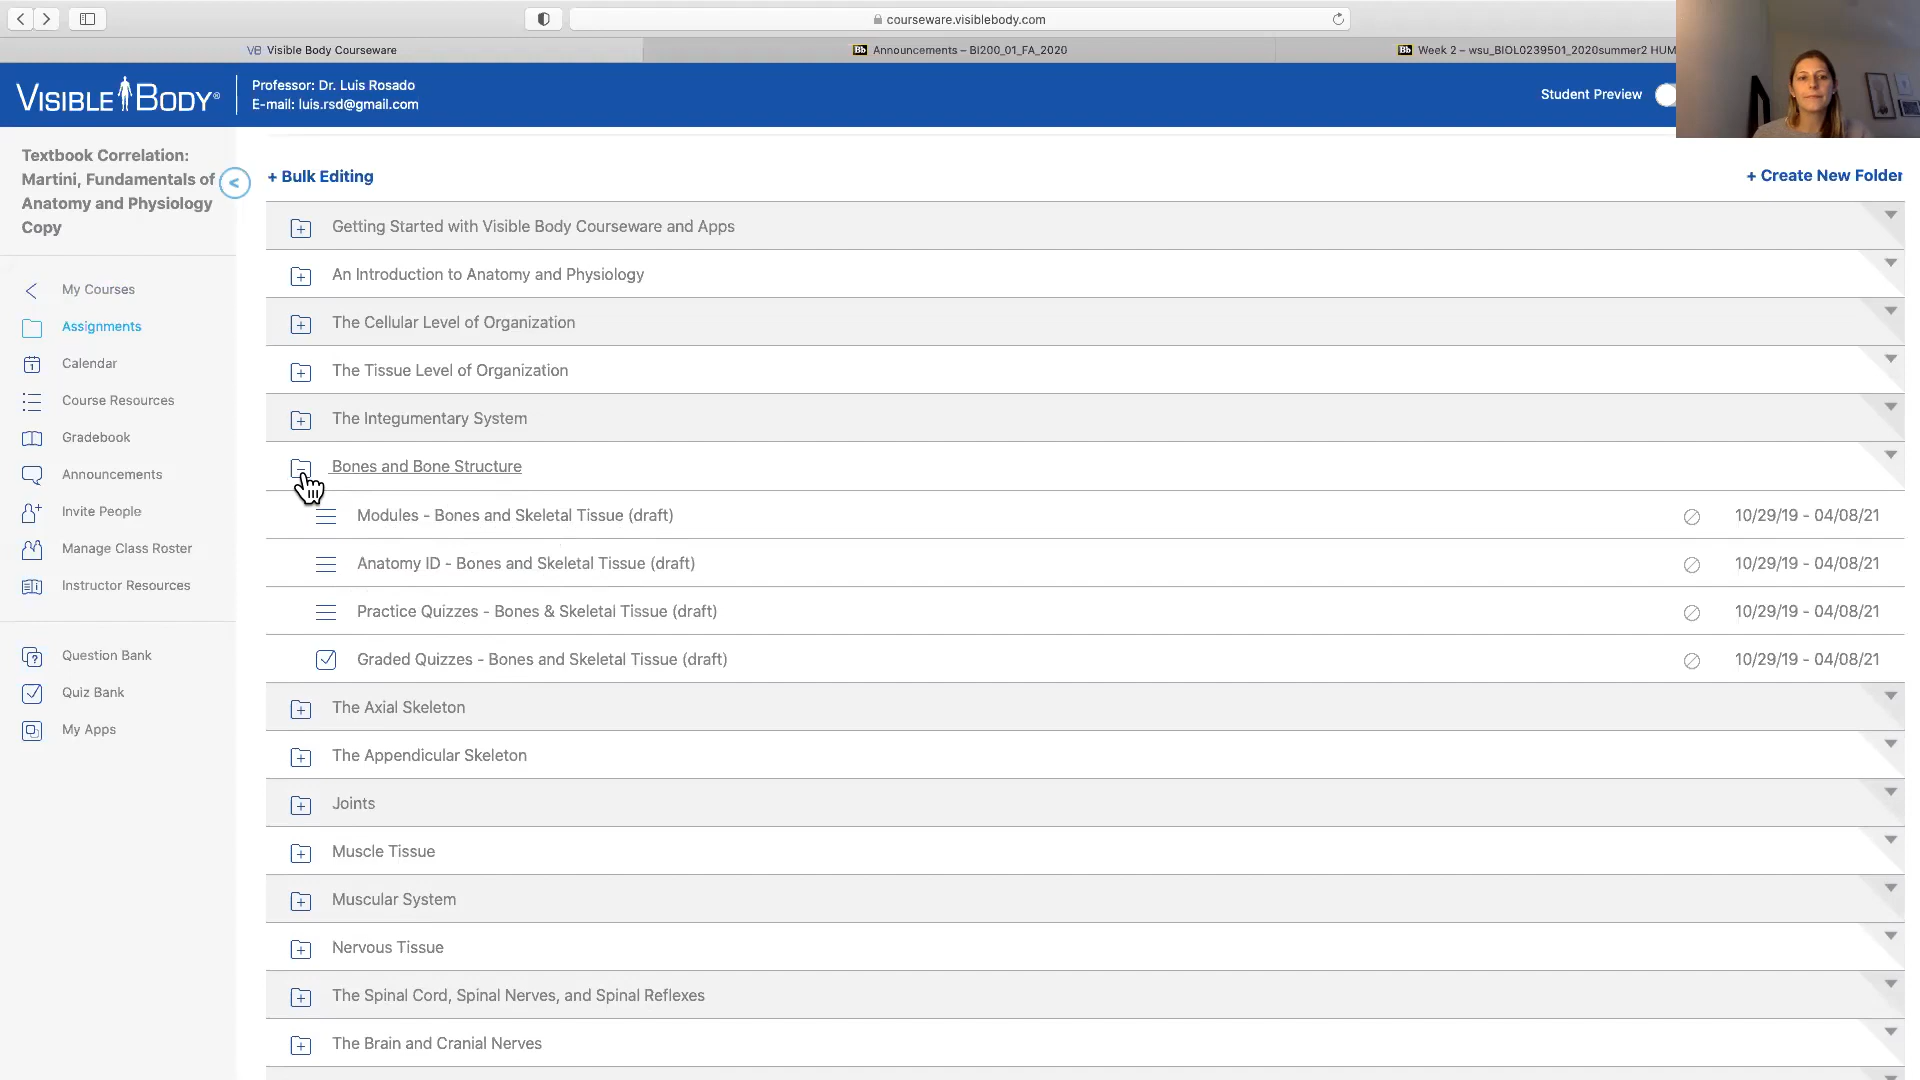 courseware.visiblebody.com
VB Visible Body Courseware
Bb Announcements – BI200_01_FA_2020
Bb Week 2 – wsu_BIOL0239501_2020summer2 HUM
VISIBLE BODY®
Professor: Dr. Luis Rosado
E-mail: luis.rsd@gmail.com
Student Preview
Textbook Correlation:
Martini, Fundamentals of
Anatomy and Physiology
Copy
<
My Courses
Assignments
1 Calendar
Course Resources
Gradebook
Announcements
Invite People
Manage Class Roster
Instructor Resources
? Question Bank
Quiz Bank
My Apps
+ Bulk Editing
+ Create New Folder
Getting Started with Visible Body Courseware and Apps
An Introduction to Anatomy and Physiology
The Cellular Level of Organization
The Tissue Level of Organization
The Integumentary System
Bones and Bone Structure
Modules - Bones and Skeletal Tissue (draft) 10/29/19 - 04/08/21
Anatomy ID - Bones and Skeletal Tissue (draft) 10/29/19 - 04/08/21
Practice Quizzes - Bones & Skeletal Tissue (draft) 10/29/19 - 04/08/21
Graded Quizzes - Bones and Skeletal Tissue (draft) 10/29/19 - 04/08/21
The Axial Skeleton
The Appendicular Skeleton
Joints
Muscle Tissue
Muscular System
Nervous Tissue
The Spinal Cord, Spinal Nerves, and Spinal Reflexes
The Brain and Cranial Nerves